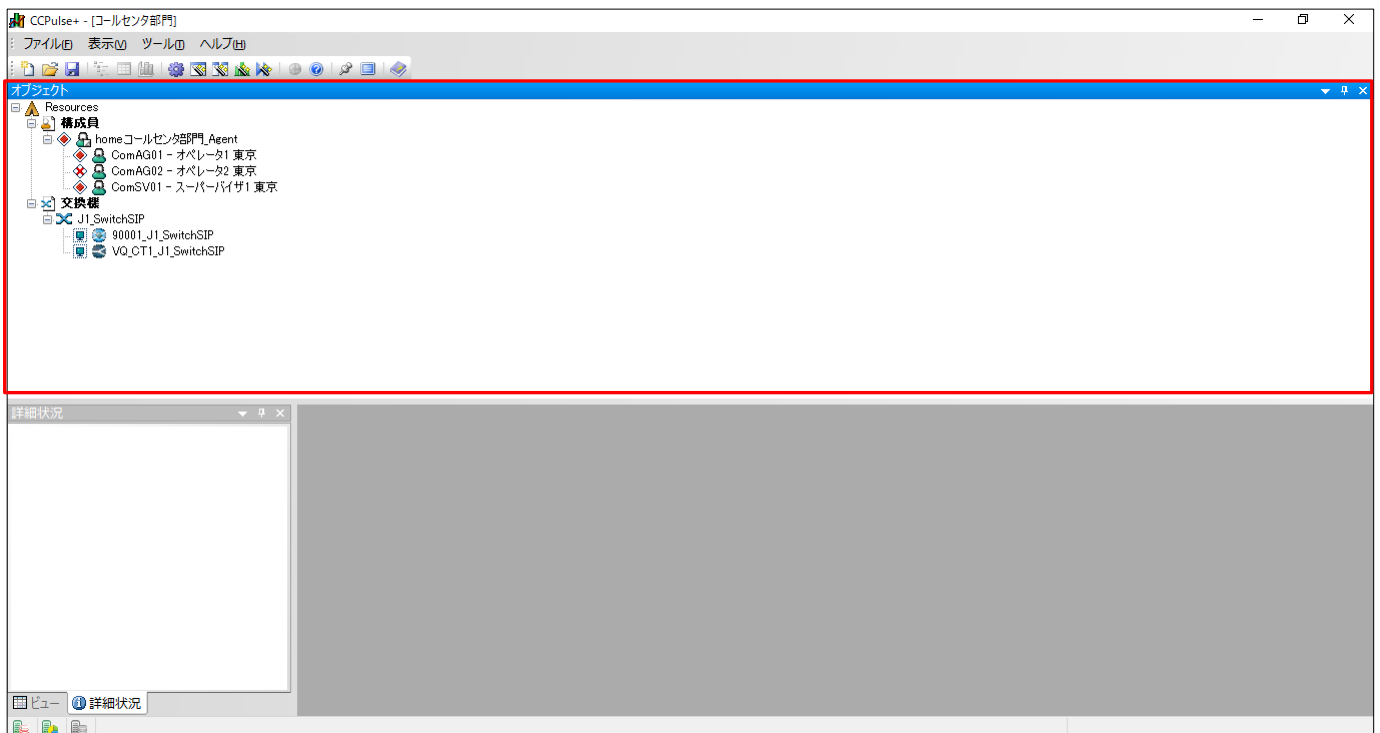 CCPulse+ - [コールセンタ部門]
ファイル(F) 表示(V) ツール(T) ヘルプ(H)
オブジェクト
Resources
構成員
homeコールセンタ部門_Agent
ComAG01 - オペレータ1 東京
ComAG02 - オペレータ2 東京
ComSV01 - スーパーバイザ1 東京
交換機
J1_SwitchSIP
90001_J1_SwitchSIP
VQ_CT1_J1_SwitchSIP
詳細状況
ビュー 詳細状況